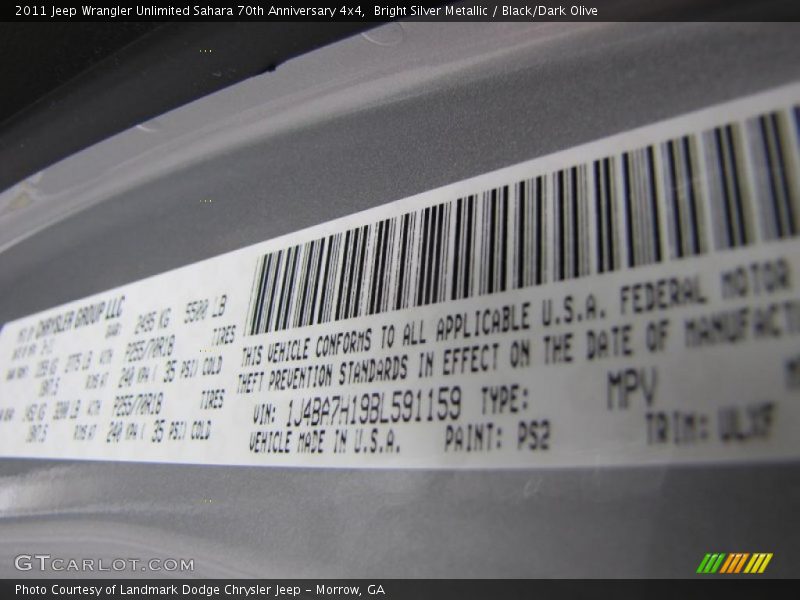 2011 Jeep Wrangler Unlimited Sahara 70th Anniversary 4x4,  Bright Silver Metallic / Black/Dark Olive
CHRYSLER GROUP LLC
2495 KG 5500 LB
TIRES
P255/70R18
240 KPA ( 35 PSI) COLD
TIRES
P255/70R18
240 KPA ( 35 PSI) COLD
THIS VEHICLE CONFORMS TO ALL APPLICABLE U.S.A. FEDERAL MOTOR
THEFT PREVENTION STANDARDS IN EFFECT ON THE DATE OF MANUFACT
VIN: 1J4BA7H19BL591159 TYPE: MPV
VEHICLE MADE IN U.S.A. PAINT: PS2 TRIM: ULXF
GTCARLOT.COM
Photo Courtesy of Landmark Dodge Chrysler Jeep – Morrow, GA